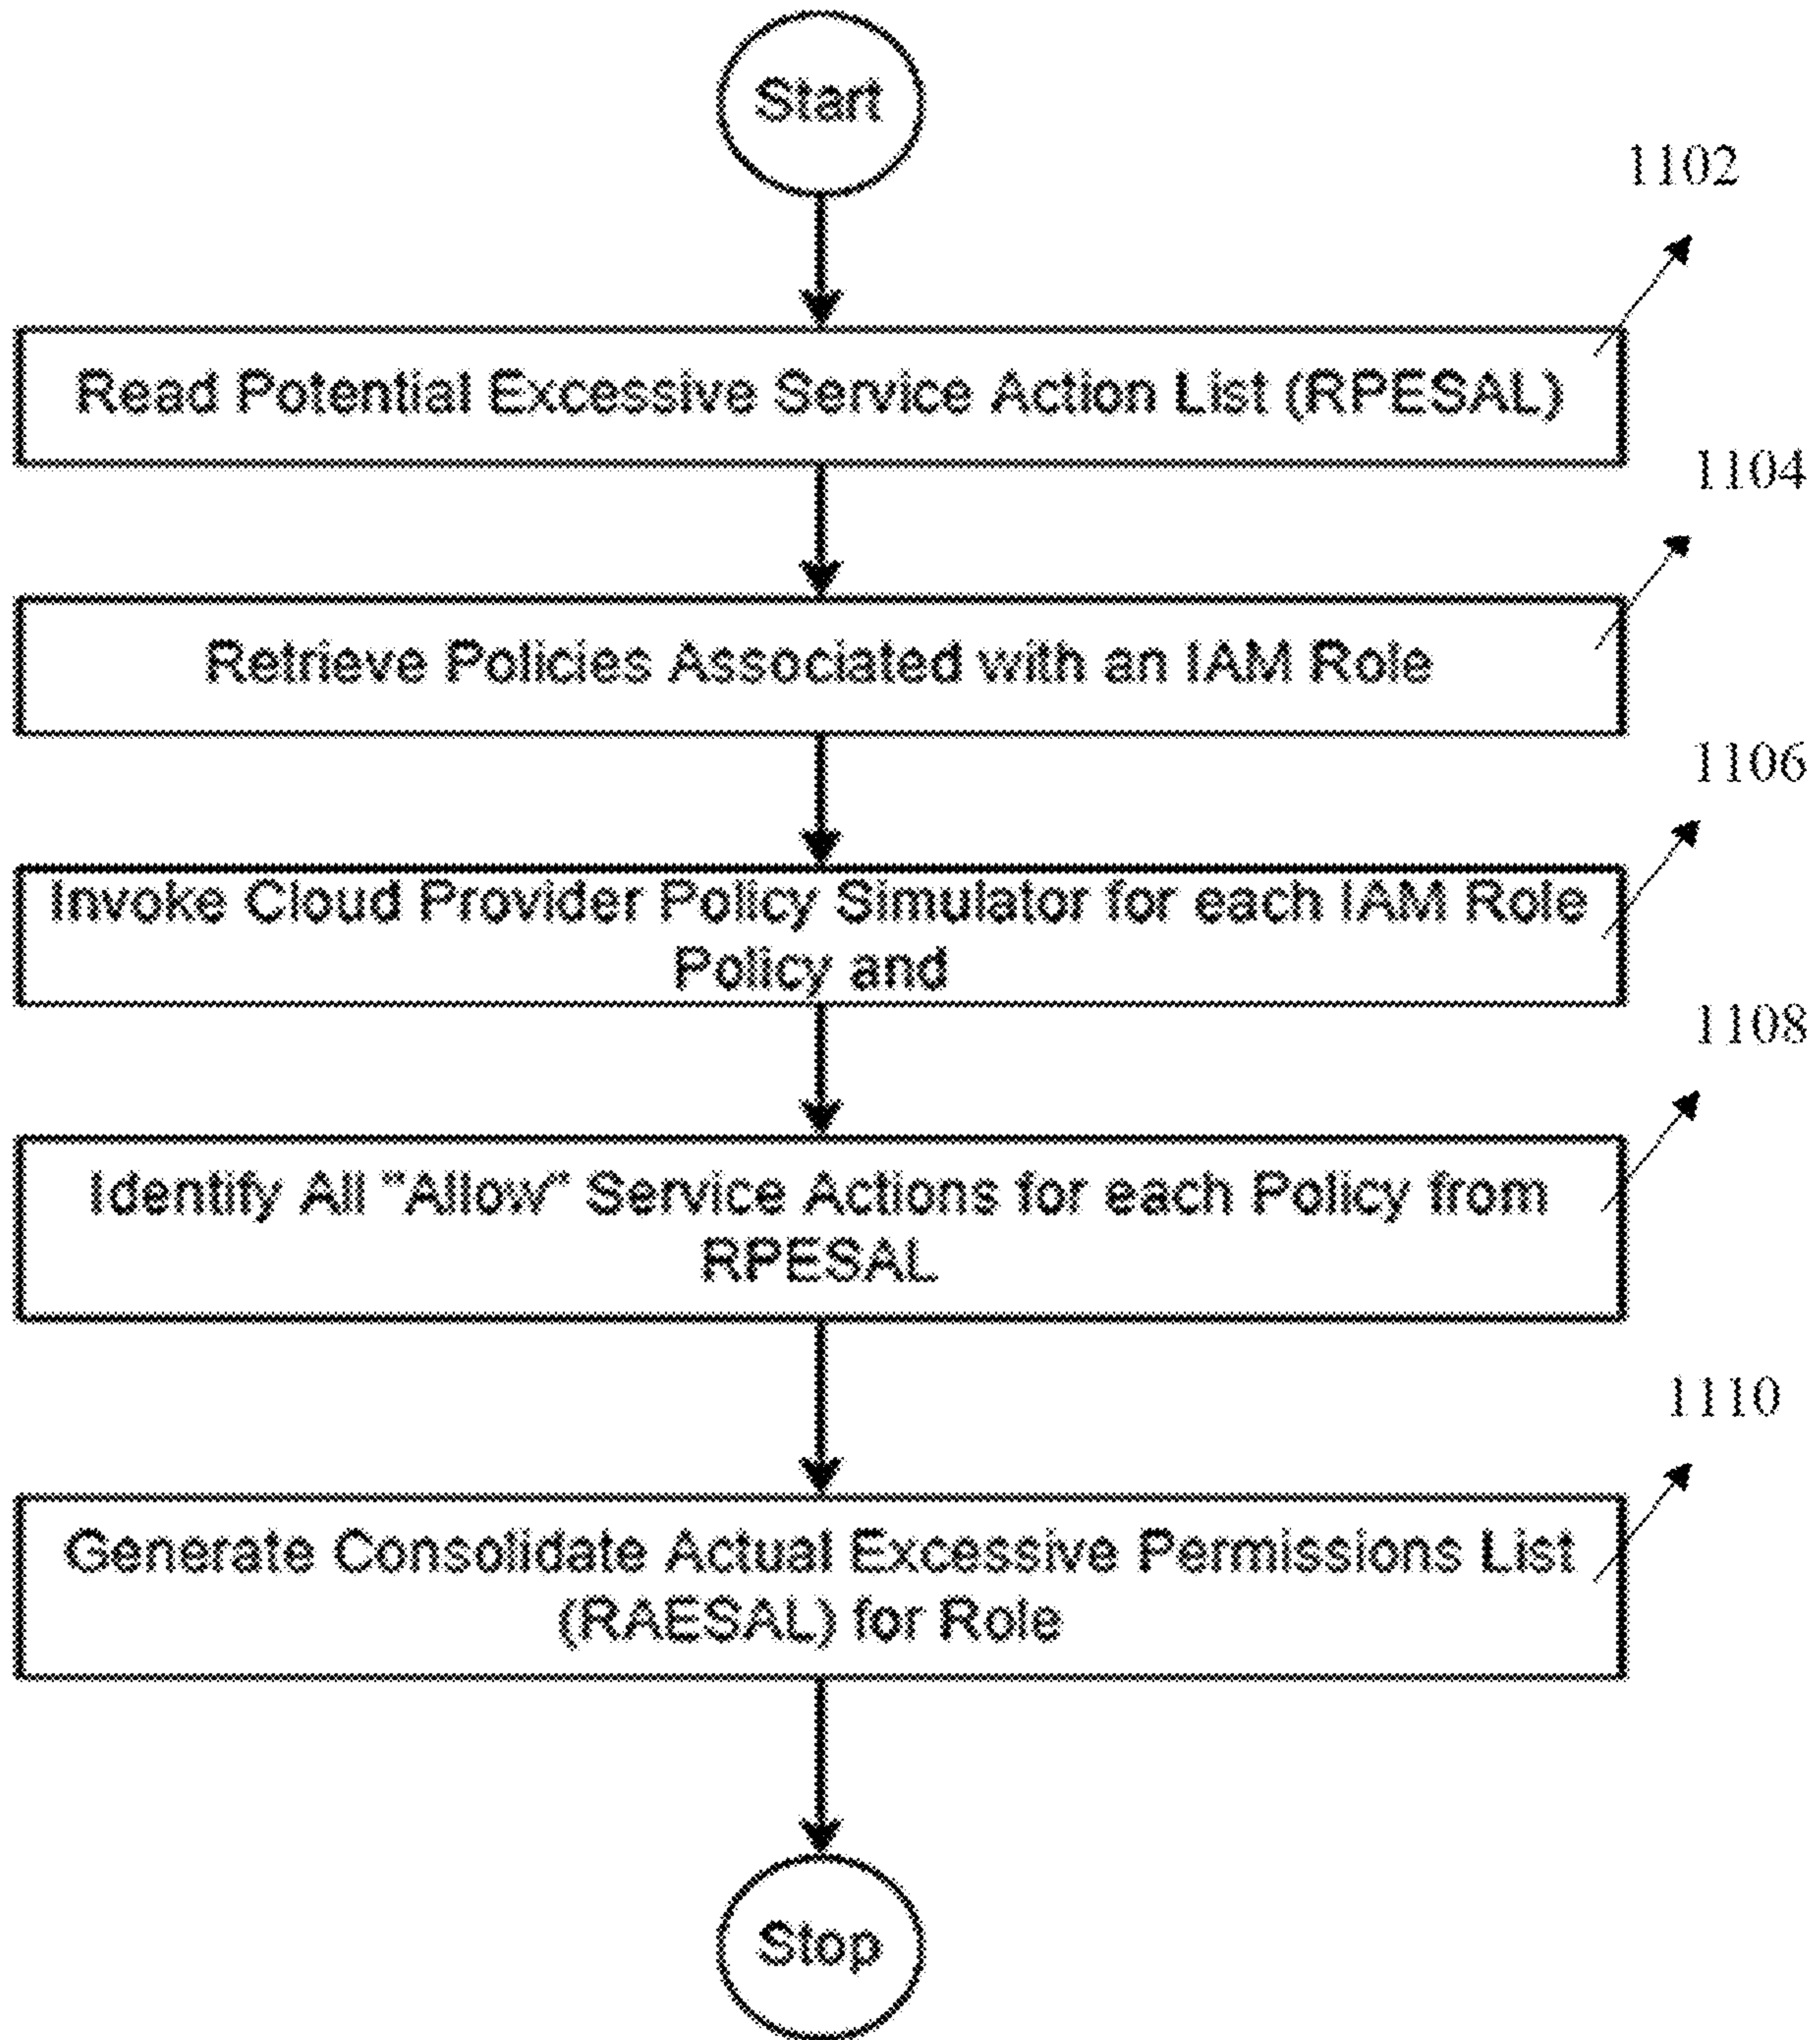 Start
1102
Read Potential Excessive Service Action List (RPESAL)
1104
Retrieve Policies Associated with an IAM Role
1106
Invoke Cloud Provider Policy Simulator for each IAM Role
Policy and
1108
Identify All "Allow" Service Actions for each Policy from
RPESAL
1110
Generate Consolidate Actual Excessive Permissions List
(RAESAL) for Role
Stop